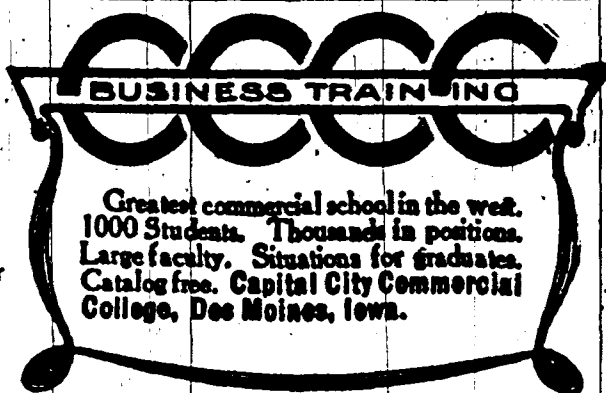 CCCC
BUSINESS TRAINING
Greatest commercial school in the west.
1000 Students. Thousands in positions.
Large faculty. Situations for graduates.
Catalog free. Capital City Commercial
College, Des Moines, Iowa.